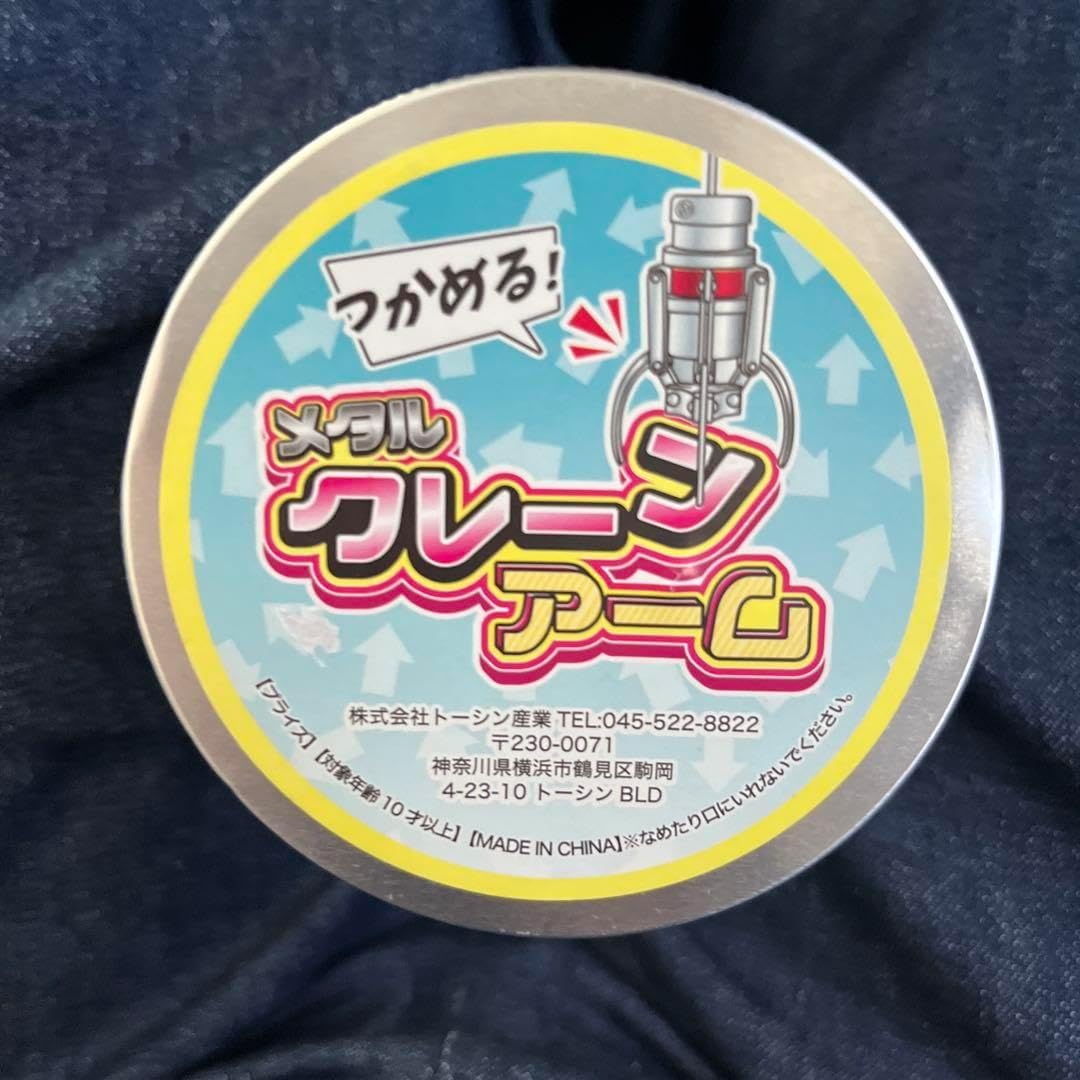 つかめる!
メタル
クレーン
アーム
株式会社トーシン産業 TEL:045-522-8822
〒230-0071
神奈川県横浜市鶴見区駒岡
4-23-10 トーシン BLD
【プライズ】【対象年齢10才以上】【MADE IN CHINA】※なめたり口にいれないでください。